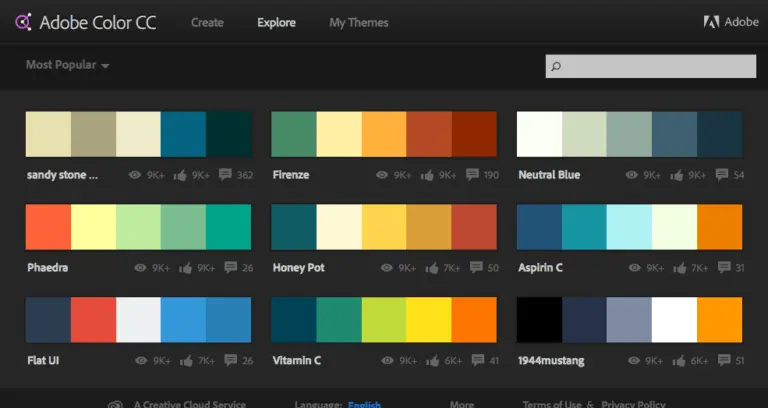 Adobe Color CC Create Explore My Themes Adobe
Most Popular
sandy stone ... 9K+ 9K+ 362 Firenze 9K+ 9K+ 190 Neutral Blue 9K+ 9K+ 54
Phaedra 9K+ 9K+ 26 Honey Pot 9K+ 7K+ 50 Aspirin C 9K+ 7K+ 31
Flat UI 9K+ 7K+ 26 Vitamin C 9K+ 6K+ 41 1944mustang 9K+ 6K+ 51
A Creative Cloud Service Language: English More Terms of Use & Privacy Policy